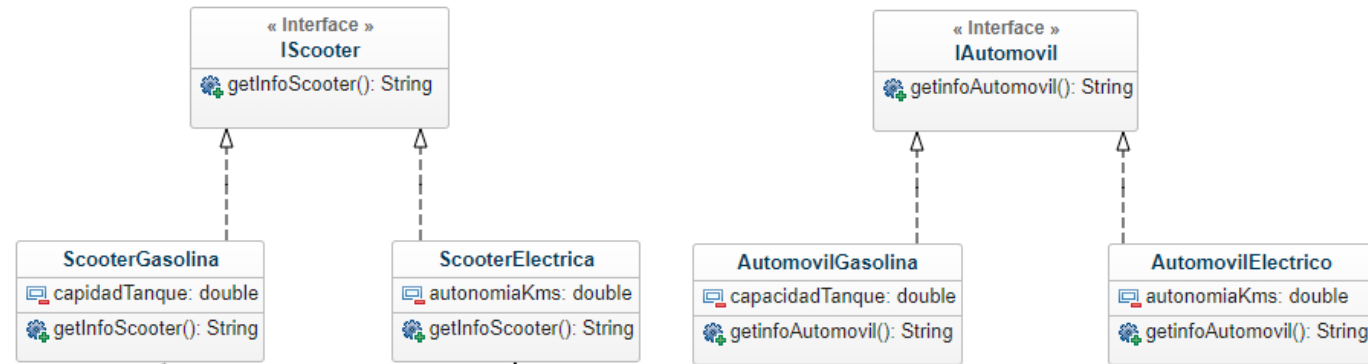 « Interface »
IScooter
getInfoScooter(): String
« Interface »
IAutomovil
getinfoAutomovil(): String
ScooterGasolina
capidadTanque: double
getInfoScooter(): String
ScooterElectrica
autonomiaKms: double
getInfoScooter(): String
AutomovilGasolina
capacidadTanque: double
getinfoAutomovil(): String
AutomovilElectrico
autonomiaKms: double
getinfoAutomovil(): String